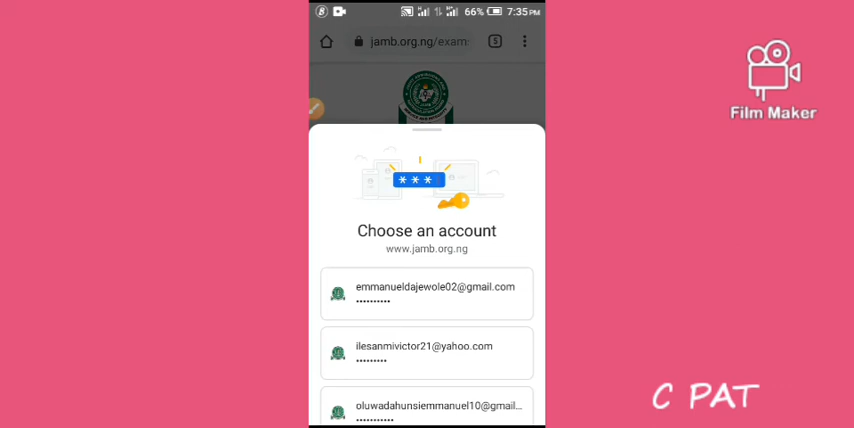 66% 7:35 PM
jamb.org.ng/exam:
5
Film Maker
***
Choose an account
www.jamb.org.ng
emmanueldajewole02@gmail.com
••••••••••
ilesanmivictor21@yahoo.com
•••••••••
oluwadahunsiemmanuel10@gmail...
•••••••••••
C PAT